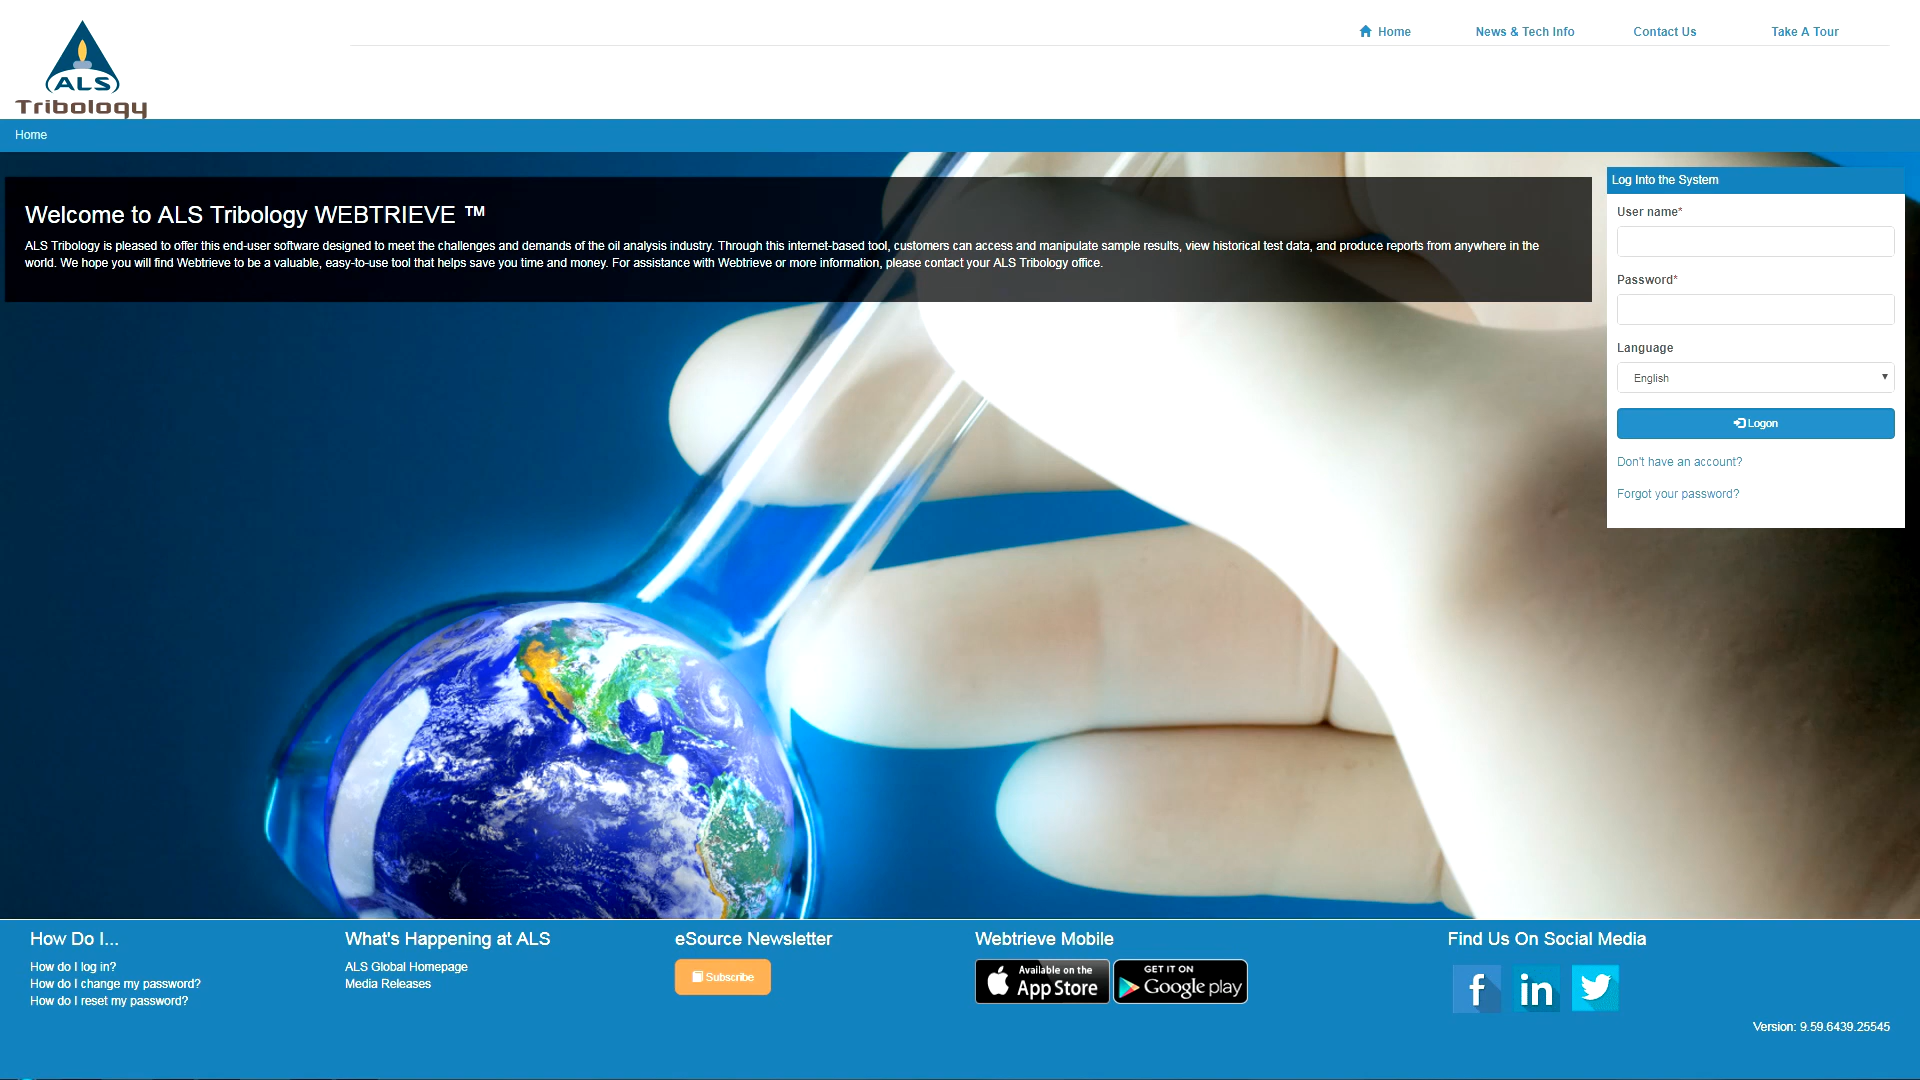 ALS
Tribology
Home
News & Tech Info
Contact Us
Take A Tour
Home
Welcome to ALS Tribology WEBTRIEVE ™
ALS Tribology is pleased to offer this end-user software designed to meet the challenges and demands of the oil analysis industry. Through this internet-based tool, customers can access and manipulate sample results, view historical test data, and produce reports from anywhere in the
world. We hope you will find Webtrieve to be a valuable, easy-to-use tool that helps save you time and money. For assistance with Webtrieve or more information, please contact your ALS Tribology office.
Log Into the System
User name*
Password*
Language
English
Logon
Don't have an account?
Forgot your password?
How Do I...
How do I log in?
How do I change my password?
How do I reset my password?
What's Happening at ALS
ALS Global Homepage
Media Releases
eSource Newsletter
Subscribe
Webtrieve Mobile
Available on the
App Store
GET IT ON
Google play
Find Us On Social Media
f
in
Version: 9.59.6439.25545